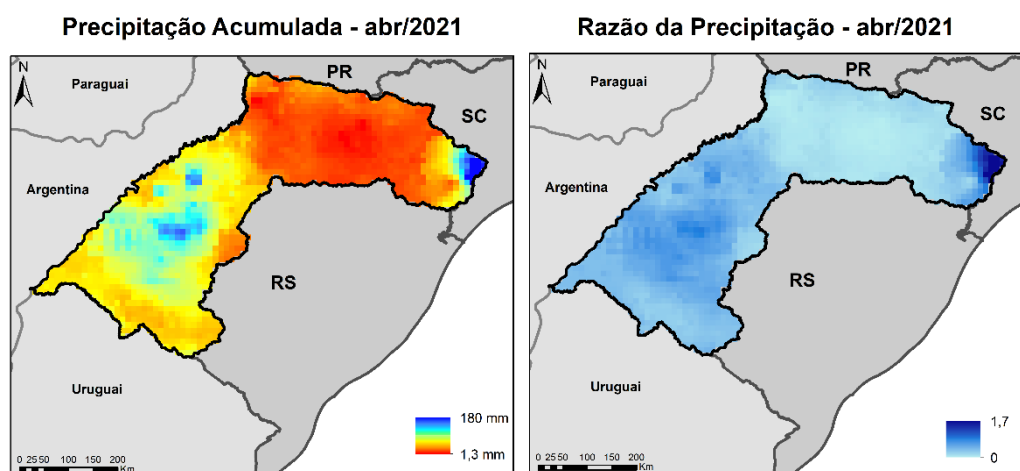 Precipitação Acumulada - abr/2021
N
Paraguai
PR
SC
Argentina
RS
Uruguai
180 mm
1,3 mm
0 25 50 100 150 200
Km
Razão da Precipitação - abr/2021
N
Paraguai
PR
SC
Argentina
RS
Uruguai
1,7
0
0 25 50 100 150 200
Km